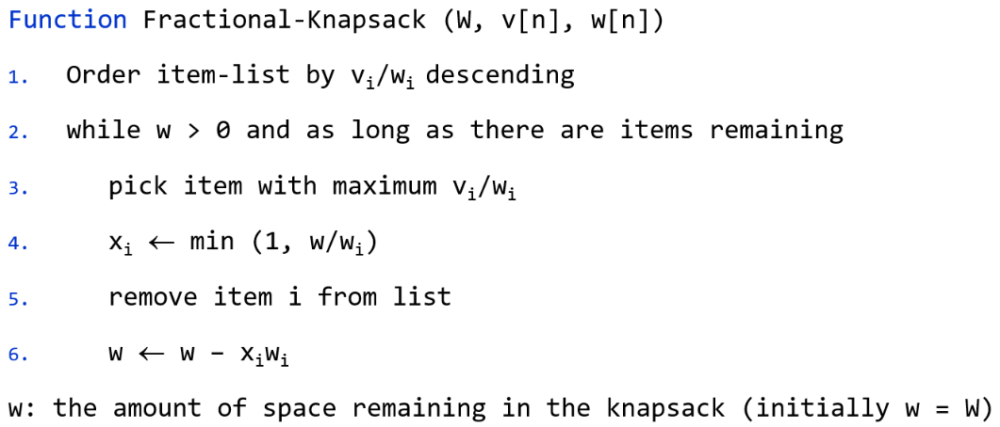 Function Fractional-Knapsack (W, v[n], w[n])
1. Order item-list by vᵢ/wᵢ descending
2. while w > 0 and as long as there are items remaining
3. pick item with maximum vᵢ/wᵢ
4. xᵢ ← min (1, w/wᵢ)
5. remove item i from list
6. w ← w − xᵢwᵢ
w: the amount of space remaining in the knapsack (initially w = W)